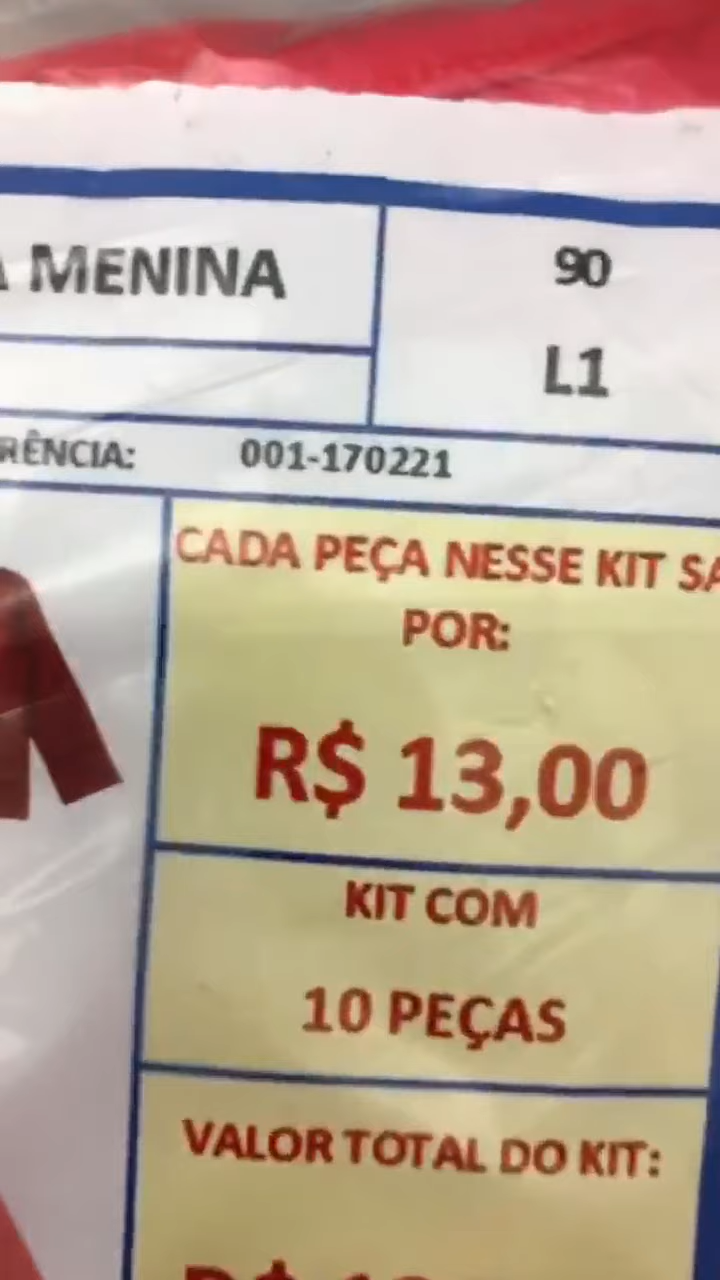 MENINA
90
L1
RÊNCIA: 001-170221
CADA PEÇA NESSE KIT SA
POR:
R$ 13,00
KIT COM
10 PEÇAS
VALOR TOTAL DO KIT: